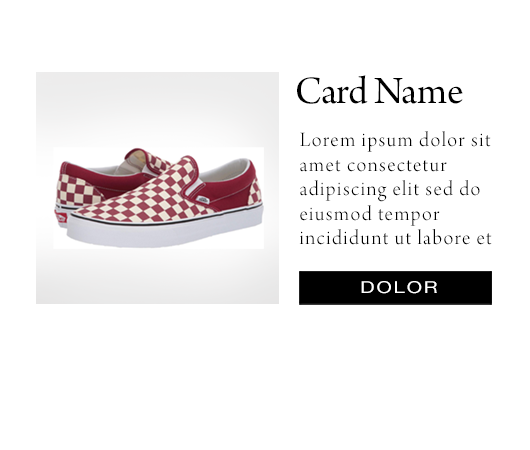 Card Name
Lorem ipsum dolor sit
amet consectetur
adipiscing elit sed do
eiusmod tempor
incididunt ut labore et
DOLOR